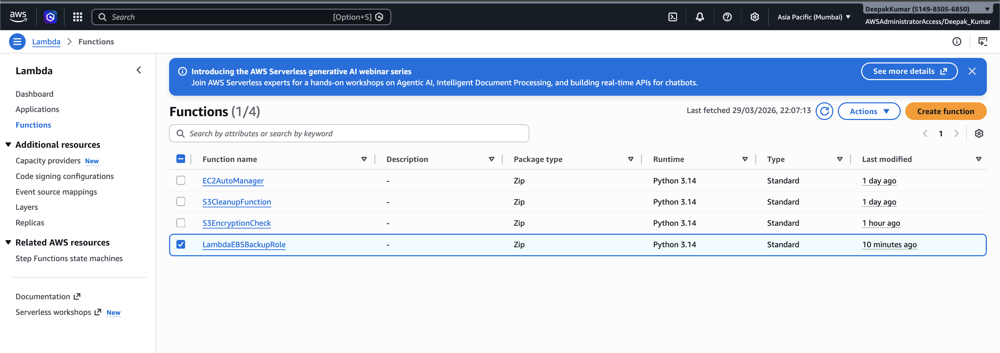 aws
Search [Option+S]
Asia Pacific (Mumbai)
DeepakKumar (5149-8505-6850)
AWSAdministratorAccess/Deepak_Kumar
Lambda Functions
Lambda
Dashboard
Applications
Functions
Additional resources
Capacity providers New
Code signing configurations
Event source mappings
Layers
Replicas
Related AWS resources
Step Functions state machines
Documentation
Serverless workshops New
Introducing the AWS Serverless generative AI webinar series
Join AWS Serverless experts for a hands-on workshops on Agentic AI, Intelligent Document Processing, and building real-time APIs for chatbots.
See more details
Functions (1/4)
Last fetched 29/03/2026, 22:07:13
Actions
Create function
Search by attributes or search by keyword
1
Function name Description Package type Runtime Type Last modified
EC2AutoManager - Zip Python 3.14 Standard 1 day ago
S3CleanupFunction - Zip Python 3.14 Standard 1 day ago
S3EncryptionCheck - Zip Python 3.14 Standard 1 hour ago
LambdaEBSBackupRole - Zip Python 3.14 Standard 10 minutes ago